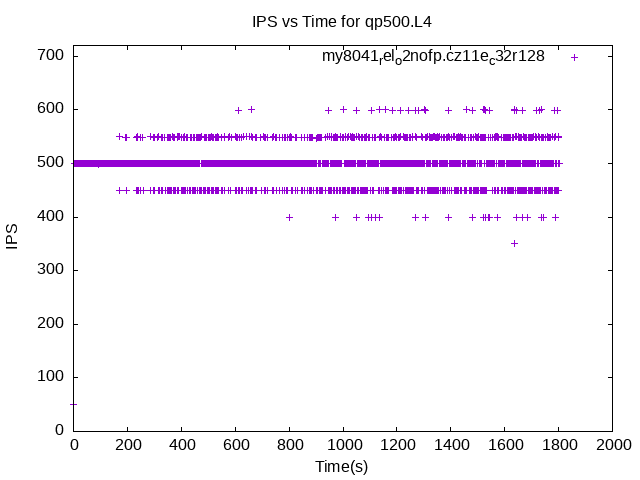 IPS vs Time for qp500.L4
my8041relo2nofp.cz11ec32r128
700
600
500
400
300
200
100
0
IPS
0 200 400 600 800 1000 1200 1400 1600 1800 2000
Time(s)